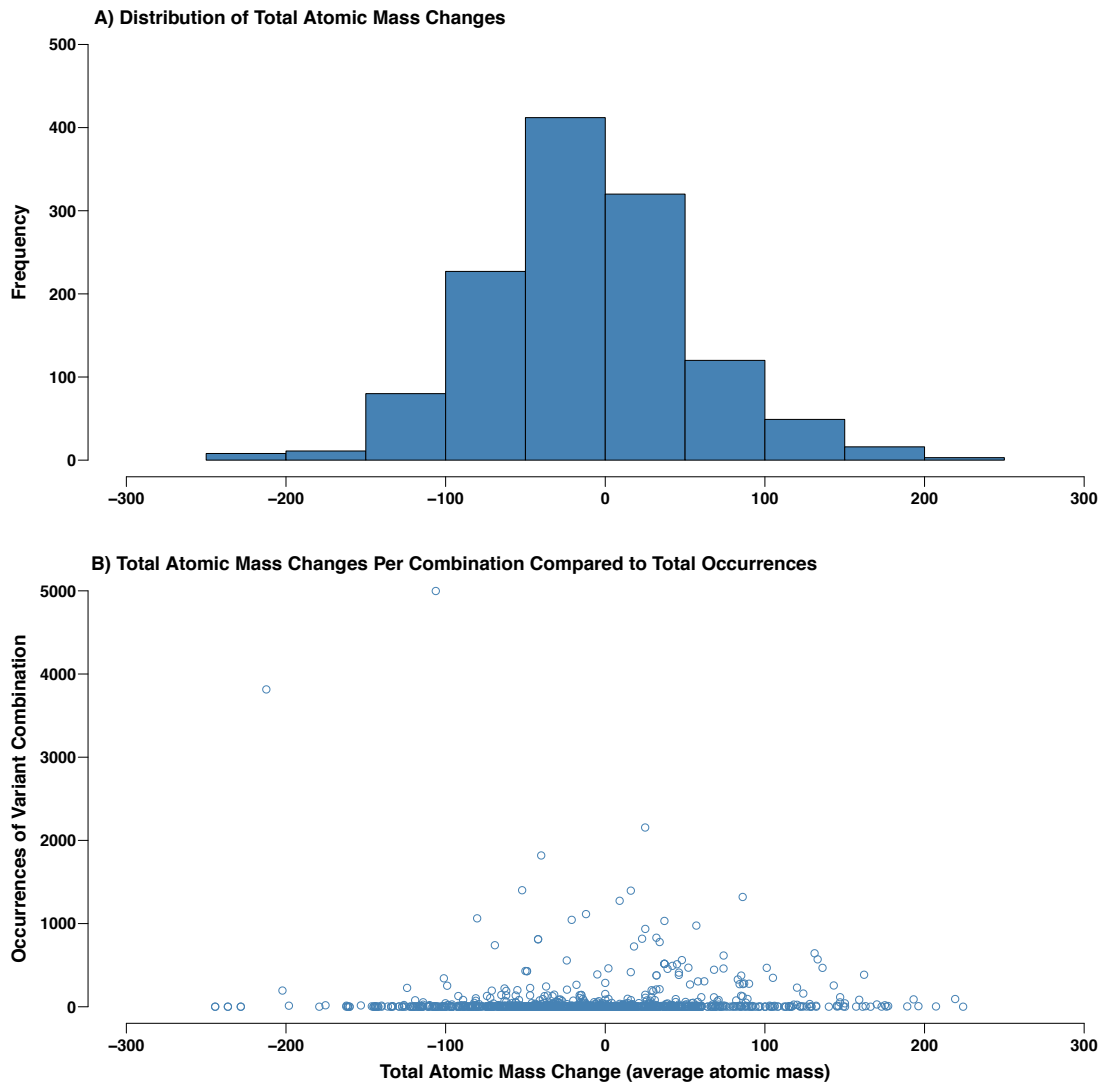 A) Distribution of Total Atomic Mass Changes
500
400
300
200
100
0
Frequency
−300 −200 −100 0 100 200 300
B) Total Atomic Mass Changes Per Combination Compared to Total Occurrences
5000
4000
3000
2000
1000
0
Occurrences of Variant Combination
−300 −200 −100 0 100 200 300
Total Atomic Mass Change (average atomic mass)